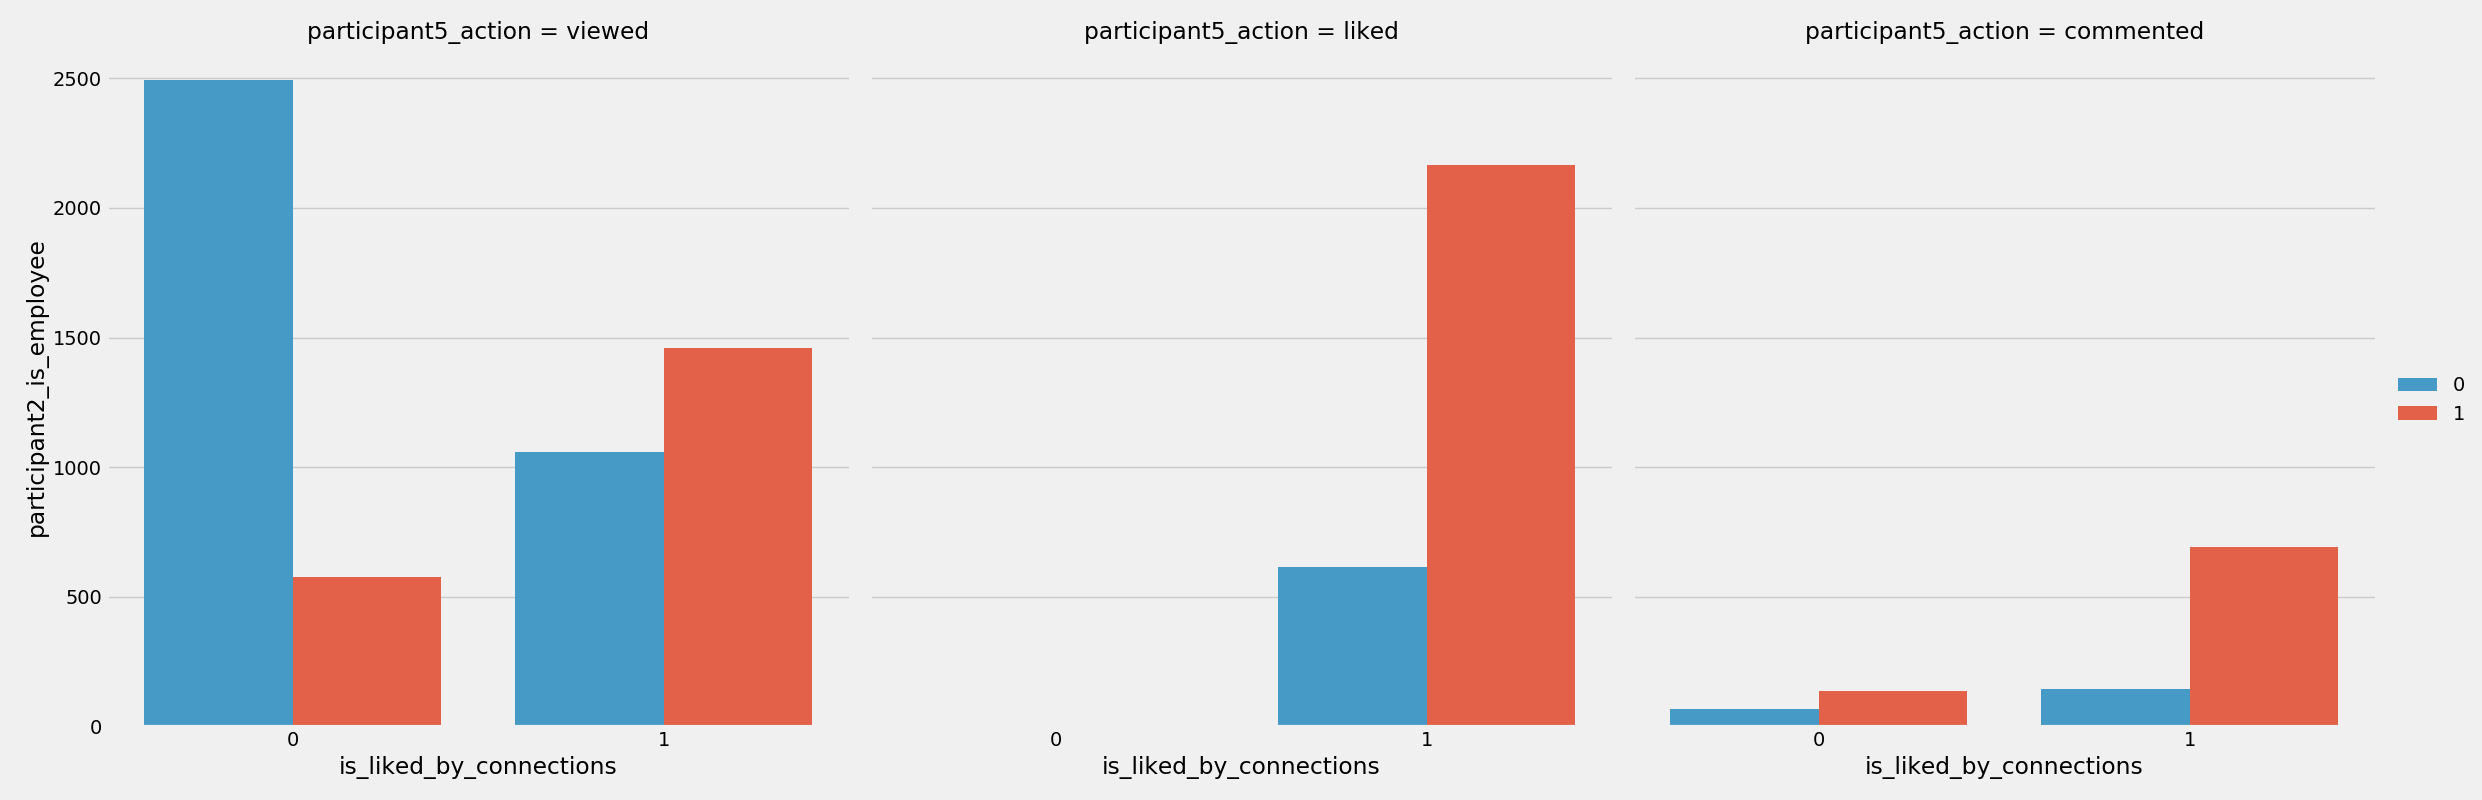 participant5_action = viewed
participant5_action = liked
participant5_action = commented
participant2_is_employee
2500
2000
1500
1000
500
0
0
1
0
1
0
1
is_liked_by_connections
is_liked_by_connections
is_liked_by_connections
0
1